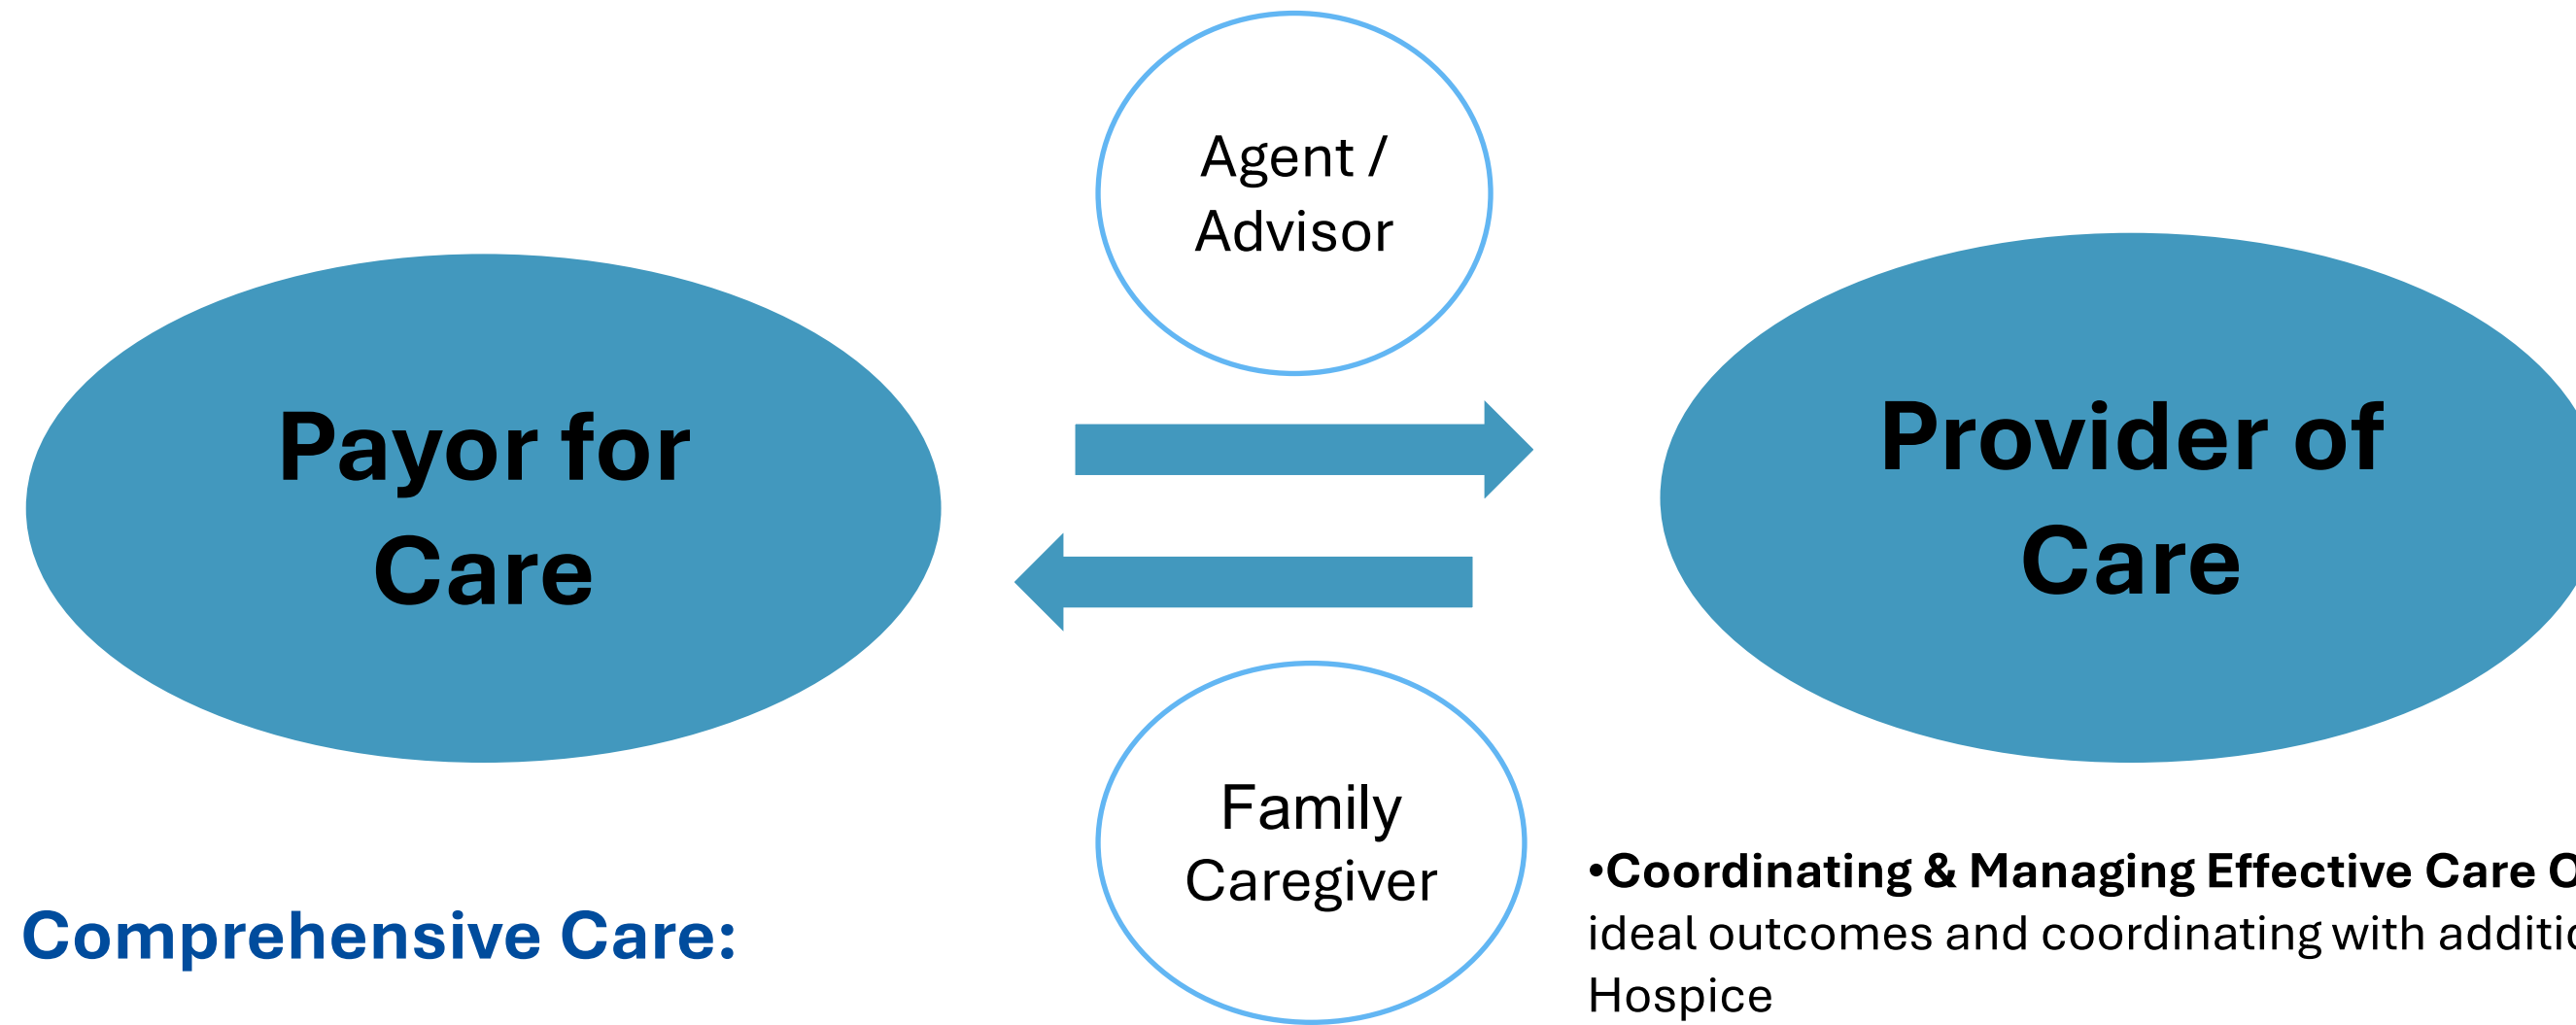 Agent /
Advisor
Payor for
Care
Provider of
Care
Family
Caregiver
Comprehensive Care:
•Coordinating & Managing Effective Care
ideal outcomes and coordinating with
Hospice